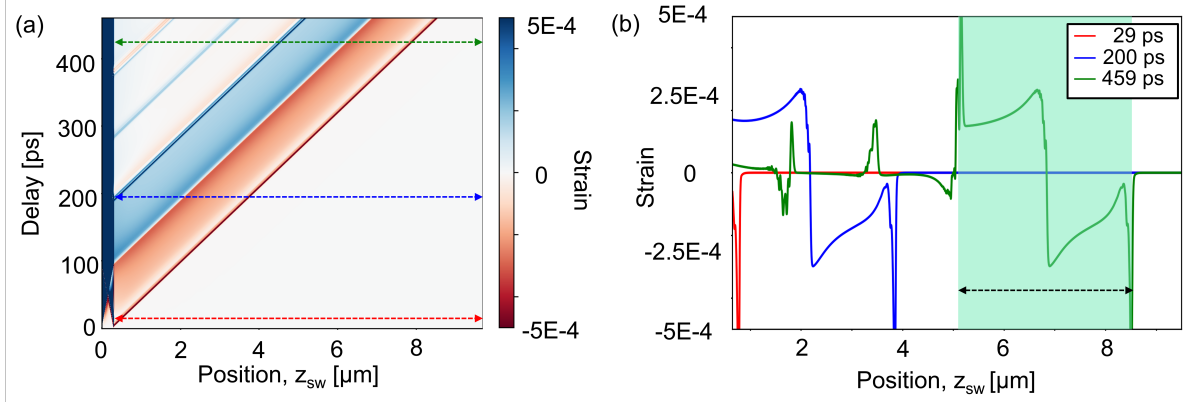 (a)
Delay [ps]
400
300
200
100
0
0
2
4
6
8
Position, z_sw [µm]
5E-4
0
-5E-4
Strain
(b)
Strain
5E-4
2.5E-4
0
-2.5E-4
-5E-4
29 ps
200 ps
459 ps
2
4
6
8
Position, z_sw [µm]